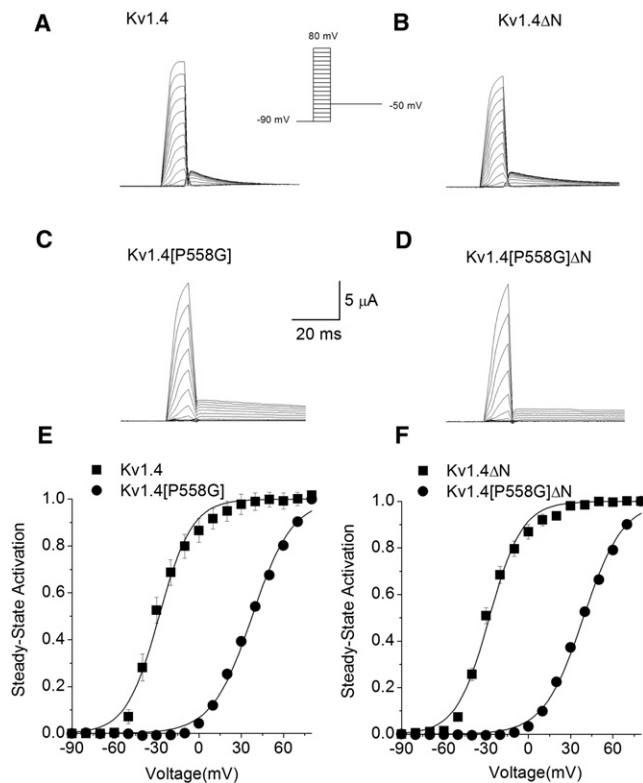 A
Kv1.4
B
Kv1.4ΔN
80 mV
-90 mV
-50 mV
C
Kv1.4[P558G]
D
Kv1.4[P558G]ΔN
5 μA
20 ms
E
Kv1.4
Kv1.4[P558G]
F
Kv1.4ΔN
Kv1.4[P558G]ΔN
Steady-State Activation
1.0
0.8
0.6
0.4
0.2
0.0
-90 -60 -30 0 30 60
Voltage(mV)
Steady-State Activation
1.0
0.8
0.6
0.4
0.2
0.0
-90 -60 -30 0 30 60
Voltage(mV)